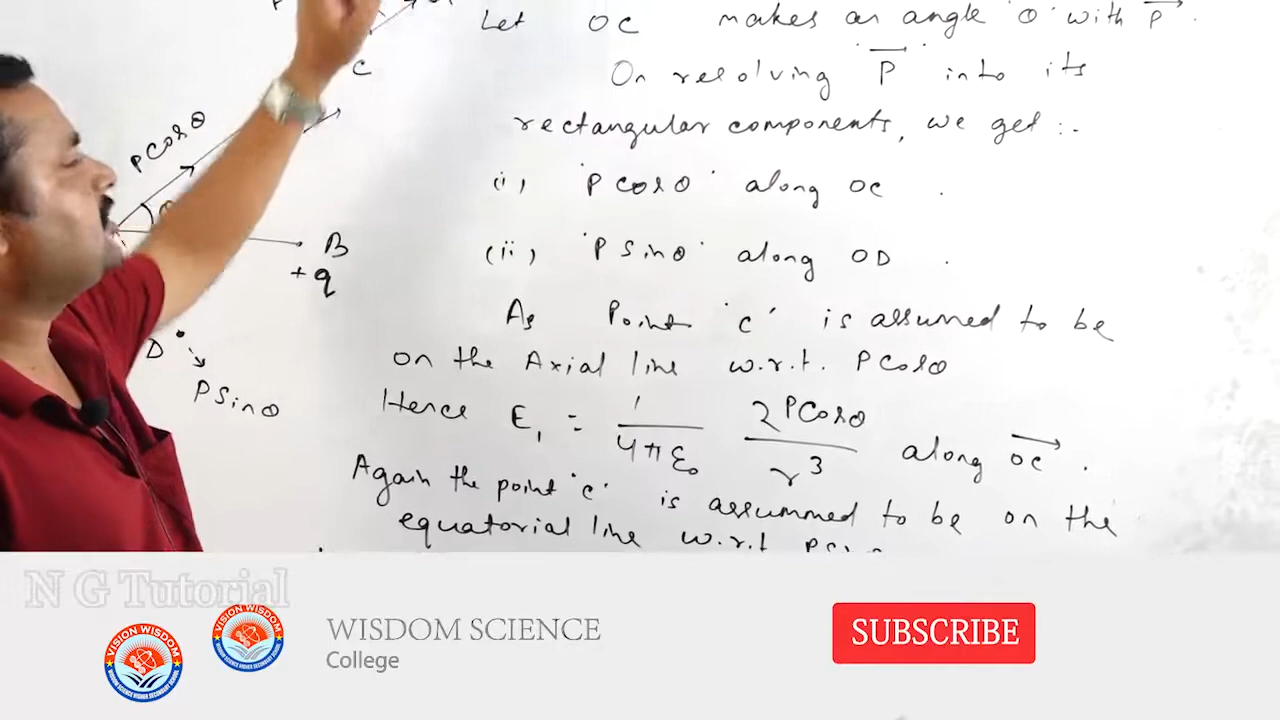 Let OC makes an angle 'θ' with P
On resolving 'P' into its
rectangular components, we get :-
(i) 'P Cosθ' along OC .
(ii) 'P Sinθ' along OD .
As Point 'C' is assumed to be
on the Axial line w.r.t. PCosθ
Hence E₁ = 1/4πε₀ 2PCosθ/r³ along OC .
Again the point 'C' is assummed to be on the
equatorial line w.r.t
C
PCosθ
B
+q
D
PSinθ
N G Tutorial
VISION WISDOM
VISION WISDOM
WISDOM SCIENCE
College
SUBSCRIBE